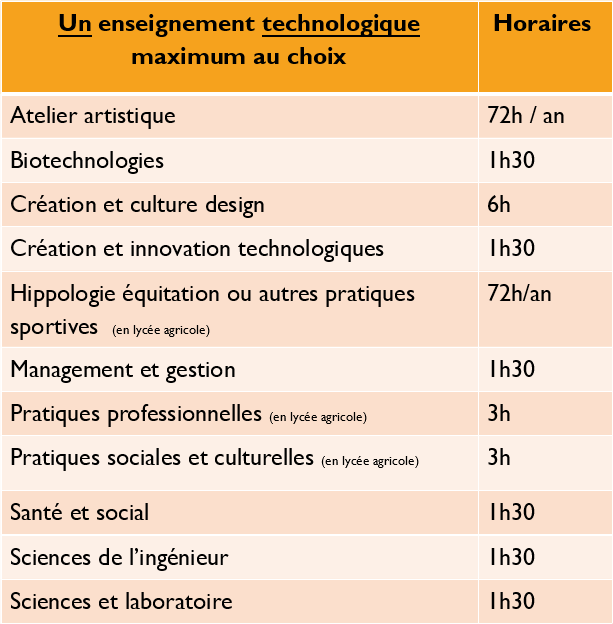 Un enseignement technologique Horaires
maximum au choix
Atelier artistique 72h / an
Biotechnologies 1h30
Création et culture design 6h
Création et innovation technologiques 1h30
Hippologie équitation ou autres pratiques 72h/an
sportives (en lycée agricole)
Management et gestion 1h30
Pratiques professionnelles (en lycée agricole) 3h
Pratiques sociales et culturelles (en lycée agricole) 3h
Santé et social 1h30
Sciences de l'ingénieur 1h30
Sciences et laboratoire 1h30